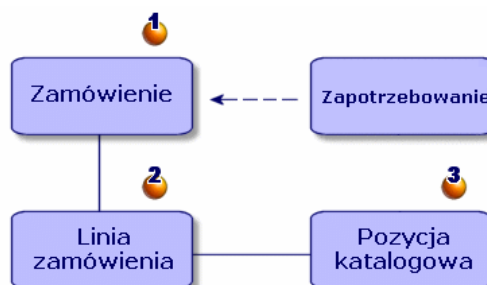 1
Zamówienie
Zapotrzebowanie
2
3
Linia
zamówienia
Pozycja
katalogowa